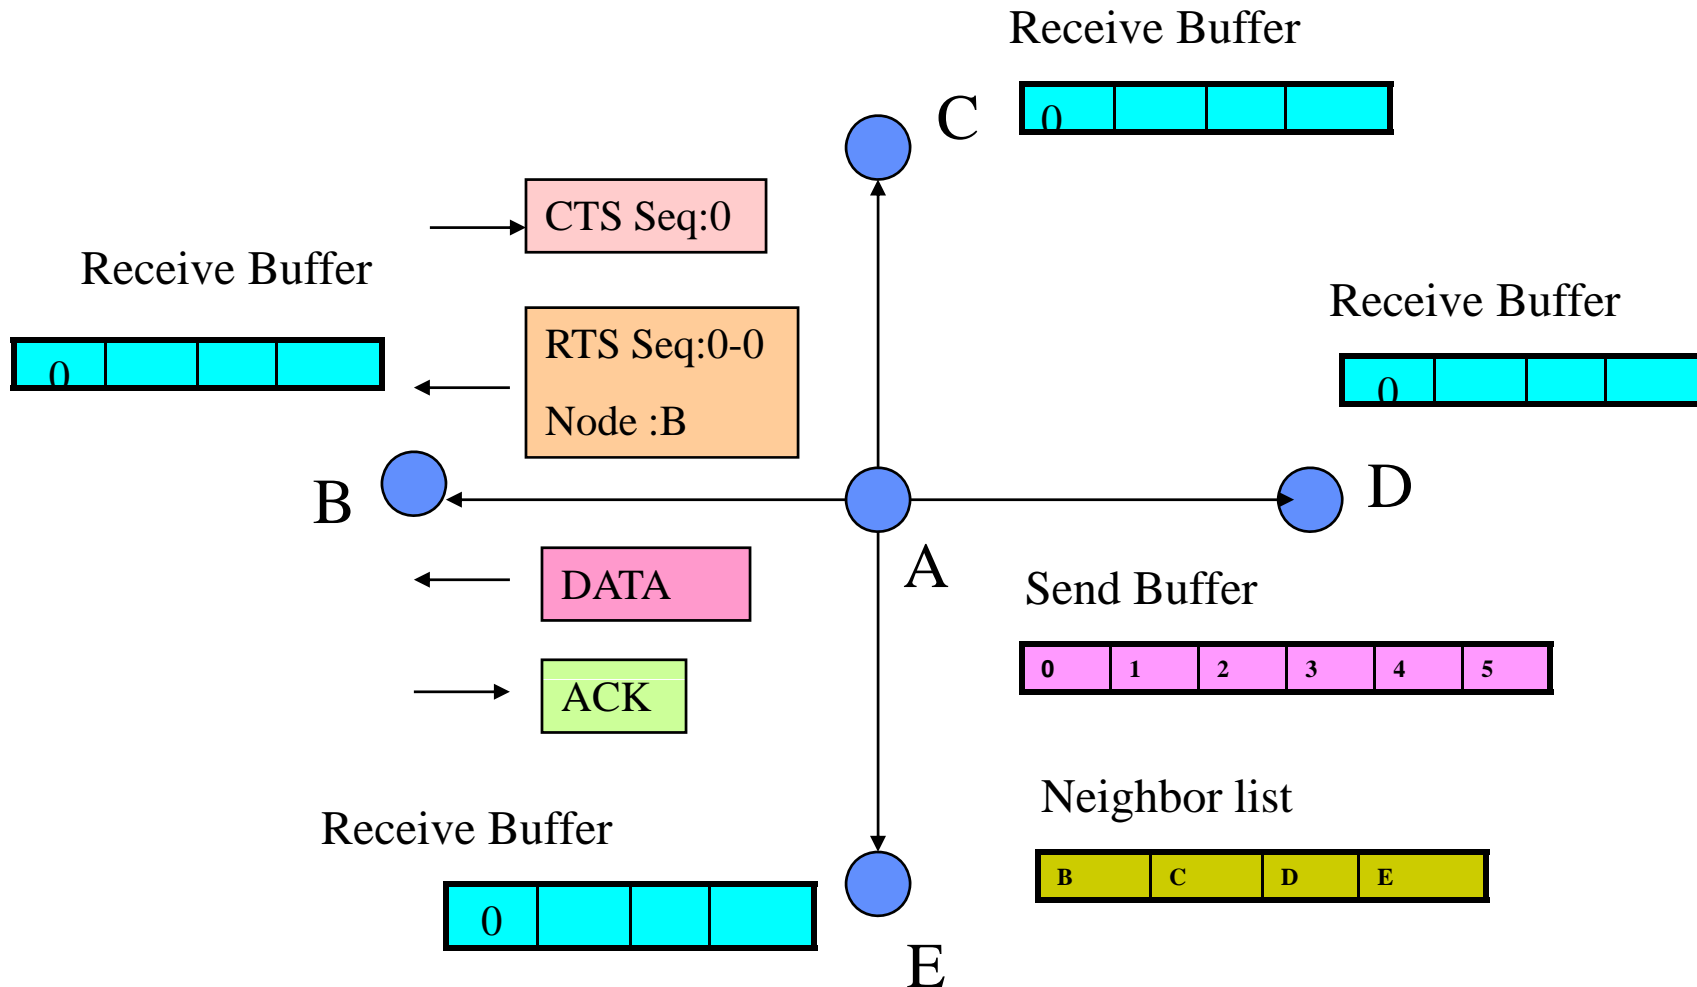 Receive Buffer
C
0
CTS Seq:0
Receive Buffer
0
RTS Seq:0-0
Node :B
Receive Buffer
0
B
D
A
DATA
ACK
Send Buffer
0 1 2 3 4 5
Neighbor list
B C D E
Receive Buffer
0
E